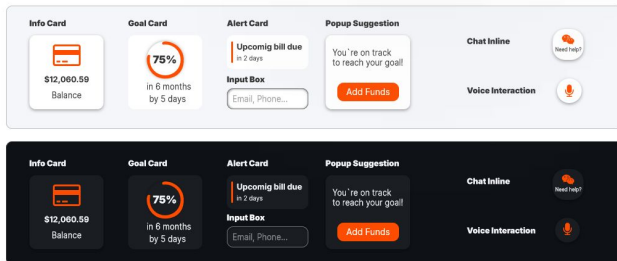 Info Card
Goal Card
Alert Card
Popup Suggestion
$12,060.59
Balance
75%
in 6 months
by 5 days
Upcomig bill due
in 2 days
Input Box
Email, Phone...
You`re on track
to reach your goal!
Add Funds
Chat Inline
Need help?
Voice Interaction
Info Card
Goal Card
Alert Card
Popup Suggestion
$12,060.59
Balance
75%
in 6 months
by 5 days
Upcomig bill due
in 2 days
Input Box
Email, Phone...
You`re on track
to reach your goal!
Add Funds
Chat Inline
Need help?
Voice Interaction